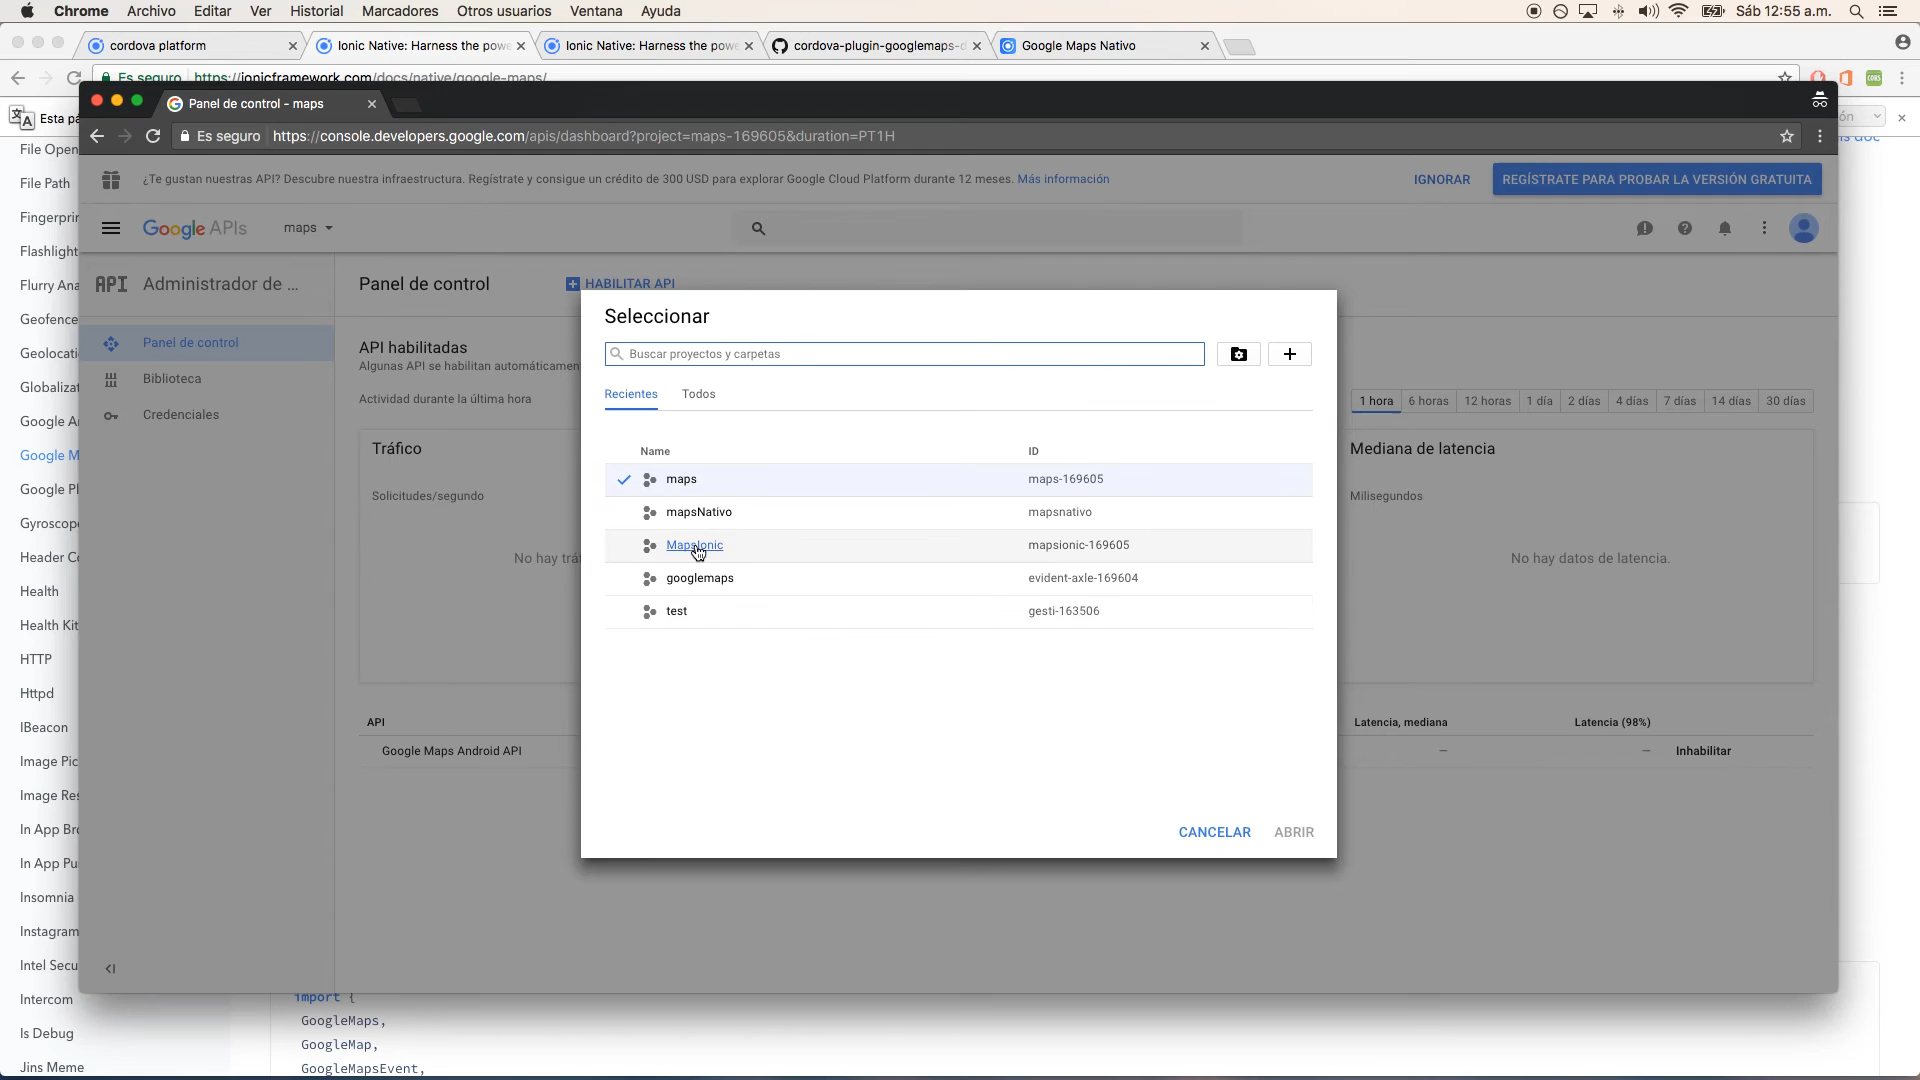 Chrome Archivo Editar Ver Historial Marcadores Otros usuarios Ventana Ayuda Sáb 12:55 a.m.
cordova platform
Ionic Native: Harness the powe
Ionic Native: Harness the powe
cordova-plugin-googlemaps-d
Google Maps Nativo
Es seguro https://ionicframework.com/docs/native/google-maps/
Panel de control - maps
Esta pá
Es seguro https://console.developers.google.com/apis/dashboard?project=maps-169605&duration=PT1H
¿Te gustan nuestras API? Descubre nuestra infraestructura. Regístrate y consigue un crédito de 300 USD para explorar Google Cloud Platform durante 12 meses. Más información
IGNORAR
REGÍSTRATE PARA PROBAR LA VERSIÓN GRATUITA
Google APIs
maps
API Administrador de ...
Panel de control
HABILITAR API
Panel de control
Biblioteca
Credenciales
API habilitadas
Algunas API se habilitan automáticamen
Actividad durante la última hora
1 hora 6 horas 12 horas 1 día 2 días 4 días 7 días 14 días 30 días
Tráfico
Solicitudes/segundo
No hay trá
Mediana de latencia
Milisegundos
No hay datos de latencia.
API
Latencia, mediana
Latencia (98%)
Google Maps Android API
—
—
Inhabilitar
Seleccionar
Buscar proyectos y carpetas
Recientes
Todos
Name ID
maps maps-169605
mapsNativo mapsnativo
MapsIonic mapsionic-169605
googlemaps evident-axle-169604
test gesti-163506
CANCELAR
ABRIR
File Open
File Path
Fingerprin
Flashlight
Flurry Ana
Geofence
Geolocati
Globalizat
Google A
Google M
Google Pl
Gyroscope
Header Co
Health
Health Kit
HTTP
Httpd
IBeacon
Image Pic
Image Res
In App Bro
In App Pu
Insomnia
Instagram
Intel Secu
Intercom
Is Debug
Jins Meme
import {
GoogleMaps,
GoogleMap,
GoogleMapsEvent,